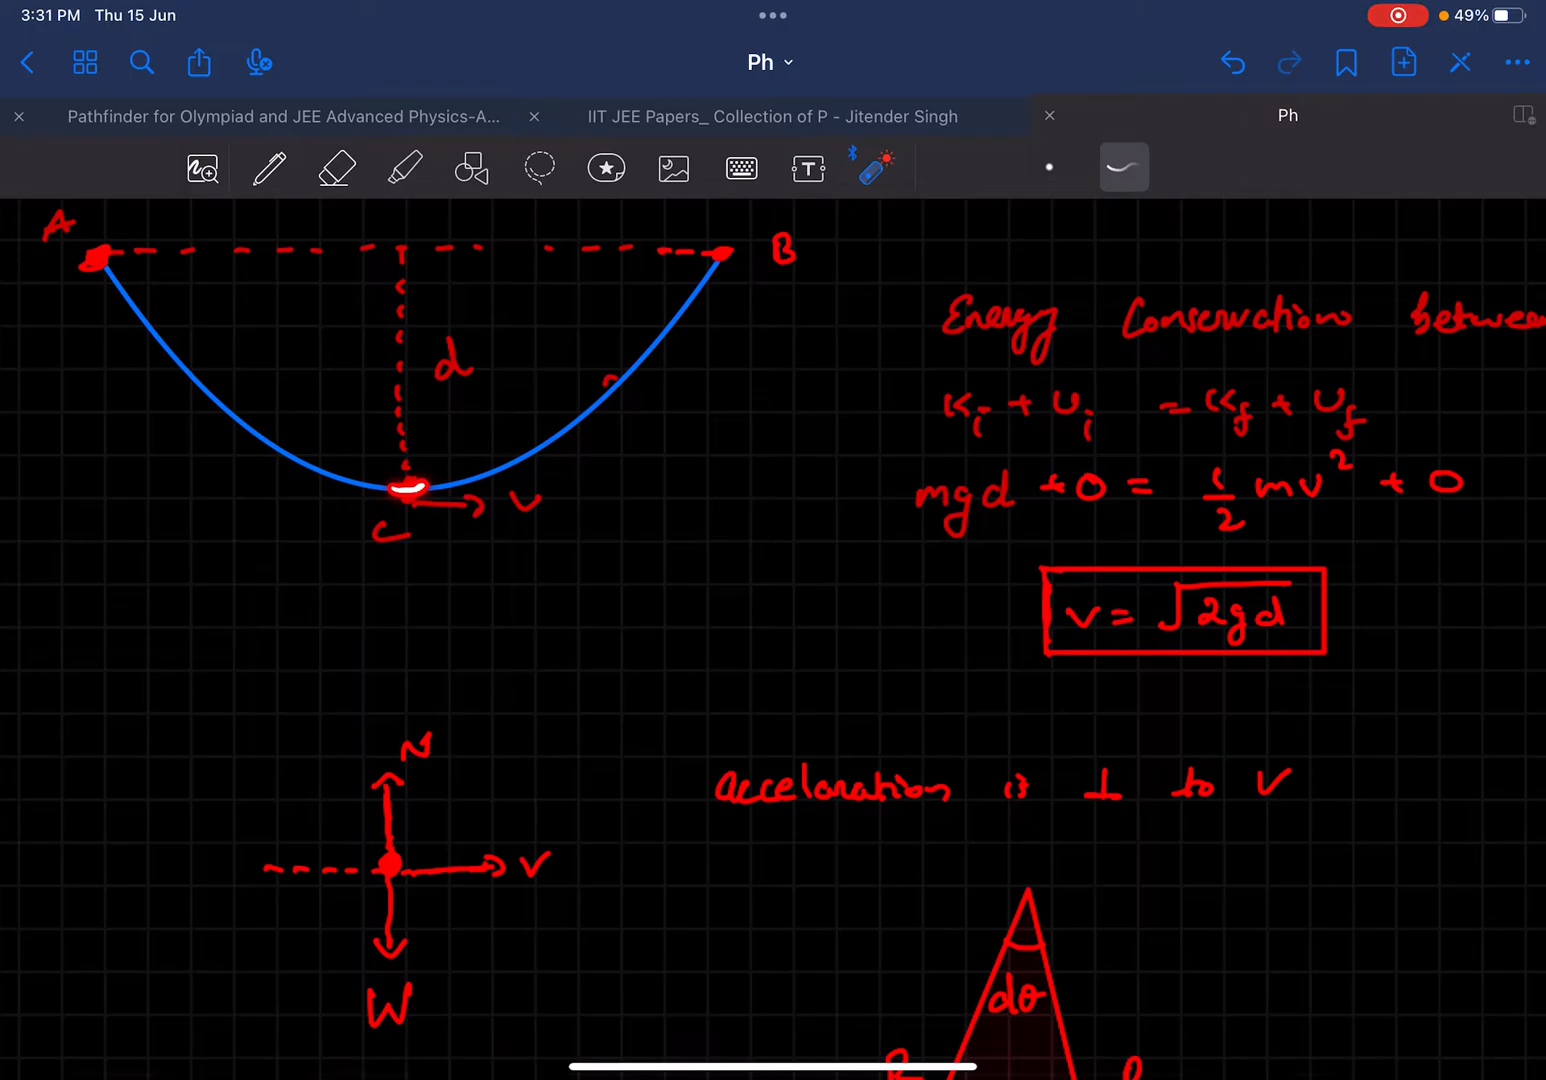 3:31 PM Thu 15 Jun
49%
Ph
Pathfinder for Olympiad and JEE Advanced Physics-A...
IIT JEE Papers_ Collection of P - Jitender Singh
Ph
T
A
B
d
C
v
Energy Conservation between
Ki + Ui = Kf + Uf
mgd + 0 = 1/2 mv² + 0
v = √2gd
N
v
W
acceleration is ⊥ to v
dθ
R